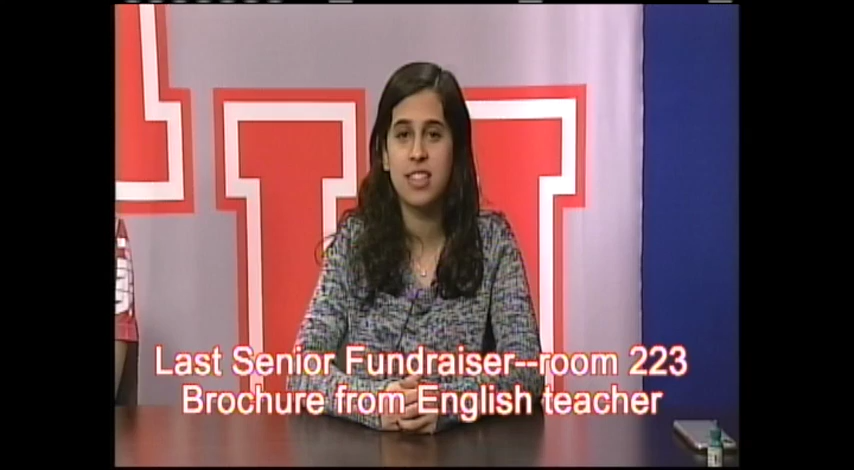 Last Senior Fundraiser--room 223
Brochure from English teacher